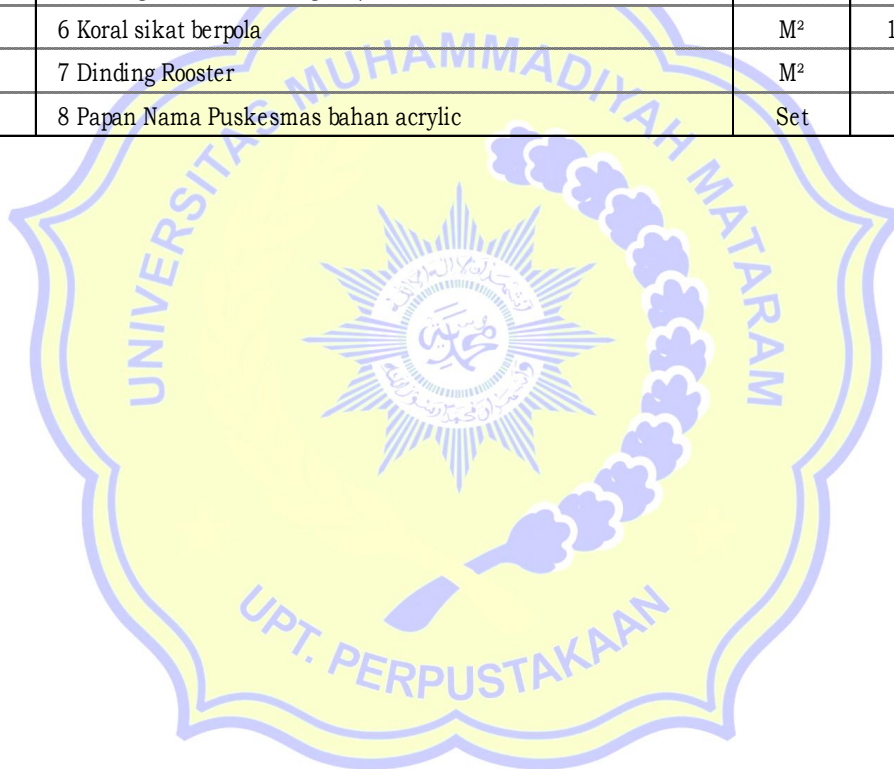 6 Koral sikat berpola M² 1
7 Dinding Rooster M²
8 Papan Nama Puskesmas bahan acrylic Set
UNIVERSITAS MUHAMMADIYAH MATARAM
UPT. PERPUSTAKAAN